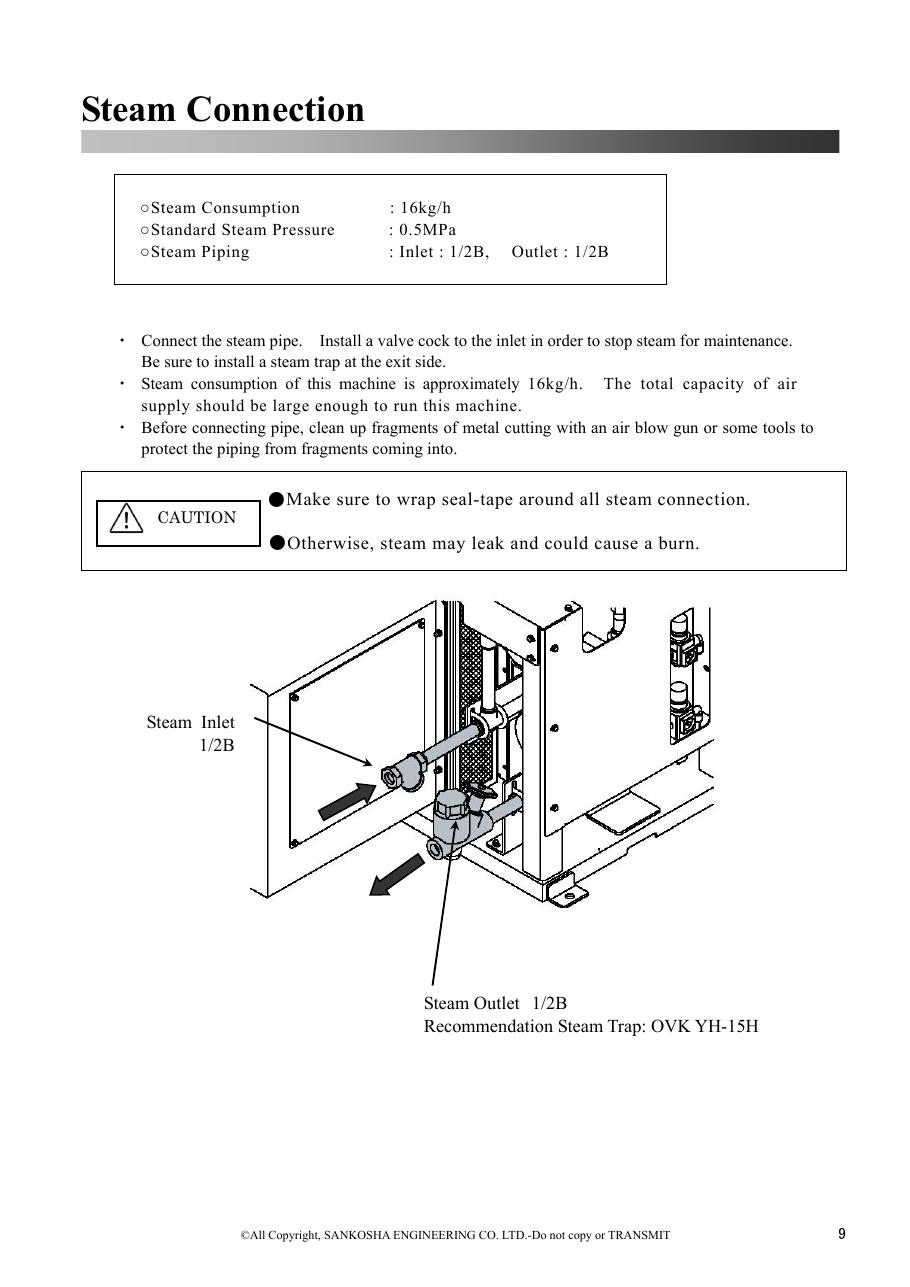 Steam Connection
○Steam Consumption : 16kg/h
○Standard Steam Pressure : 0.5MPa
○Steam Piping : Inlet : 1/2B, Outlet : 1/2B
・ Connect the steam pipe. Install a valve cock to the inlet in order to stop steam for maintenance.
Be sure to install a steam trap at the exit side.
・ Steam consumption of this machine is approximately 16kg/h. The total capacity of air
supply should be large enough to run this machine.
・ Before connecting pipe, clean up fragments of metal cutting with an air blow gun or some tools to
protect the piping from fragments coming into.
CAUTION
●Make sure to wrap seal-tape around all steam connection.
●Otherwise, steam may leak and could cause a burn.
Steam Inlet
1/2B
Steam Outlet 1/2B
Recommendation Steam Trap: OVK YH-15H
©All Copyright, SANKOSHA ENGINEERING CO. LTD.-Do not copy or TRANSMIT
9